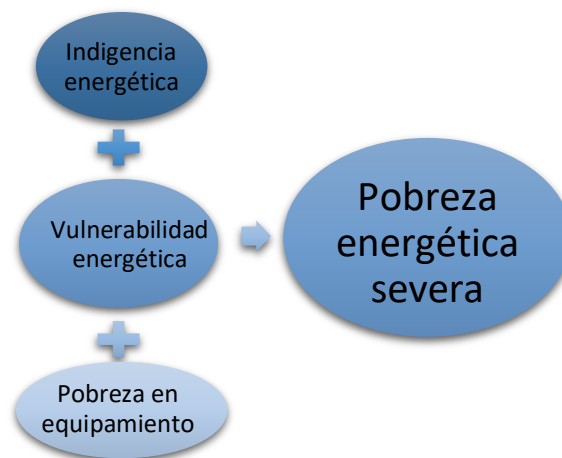 Indigencia
energética
Vulnerabilidad
energética
Pobreza en
equipamiento
Pobreza
energética
severa